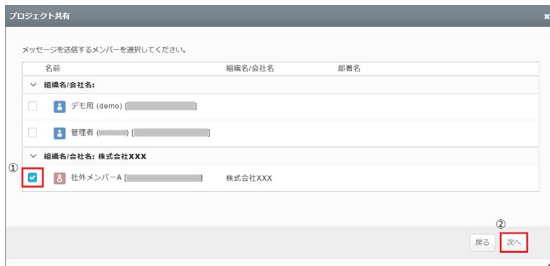 プロジェクト共有
メッセージを送信するメンバーを選択してください。
名前 組織名/会社名 部署名
組織名/会社名:
デモ用 (demo) [ ]
管理者 ( ) [ ]
組織名/会社名: 株式会社XXX
①
社外メンバーA [ ] 株式会社XXX
②
戻る 次へ